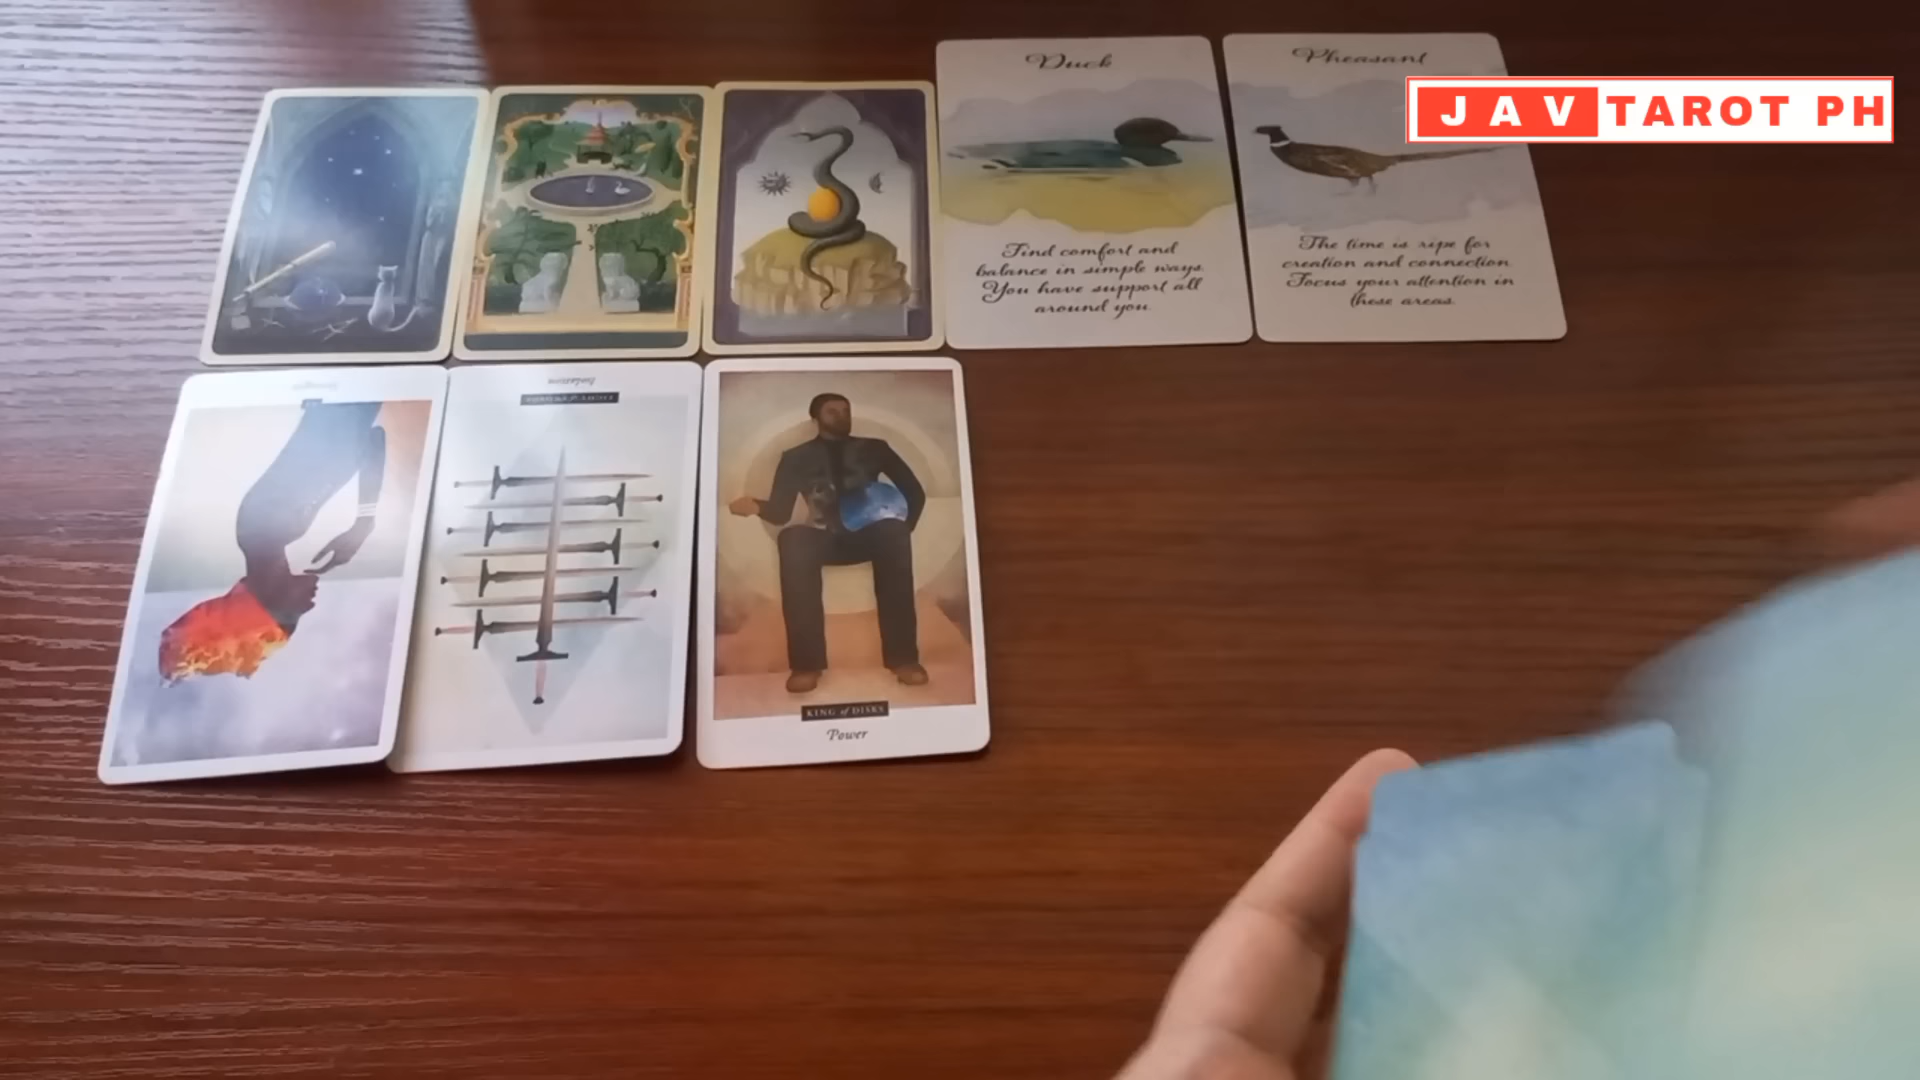 Duck
Find comfort and
balance in simple ways.
You have support all
around you.
Pheasant
The time is ripe for
creation and connection.
Focus your attention in
these areas.
JAV TAROT PH
KING of DISKS
Power